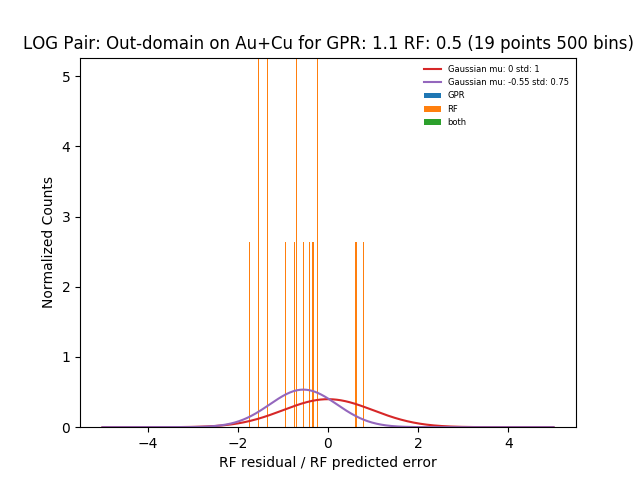 LOG Pair: Out-domain on Au+Cu for GPR: 1.1 RF: 0.5 (19 points 500 bins)
Gaussian mu: 0 std: 1
Gaussian mu: -0.55 std: 0.75
GPR
RF
both
Normalized Counts
5
4
3
2
1
0
−4
−2
0
2
4
RF residual / RF predicted error